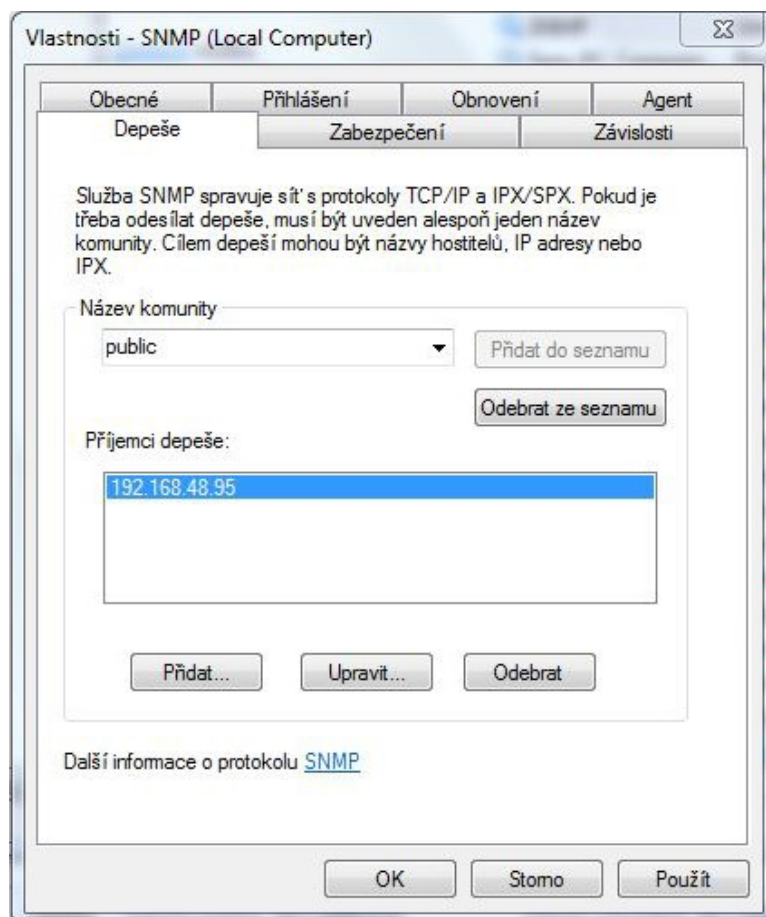 Vlastnosti - SNMP (Local Computer)
Obecné Přihlášení Obnovení Agent
Depeše Zabezpečení Závislosti
Služba SNMP spravuje síť s protokoly TCP/IP a IPX/SPX. Pokud je
třeba odesílat depeše, musí být uveden alespoň jeden název
komunity. Cílem depeší mohou být názvy hostitelů, IP adresy nebo
IPX.
Název komunity
public
Přidat do seznamu
Odebrat ze seznamu
Příjemci depeše:
192.168.48.95
Přidat... Upravit... Odebrat
Další informace o protokolu SNMP
OK Storno Použít